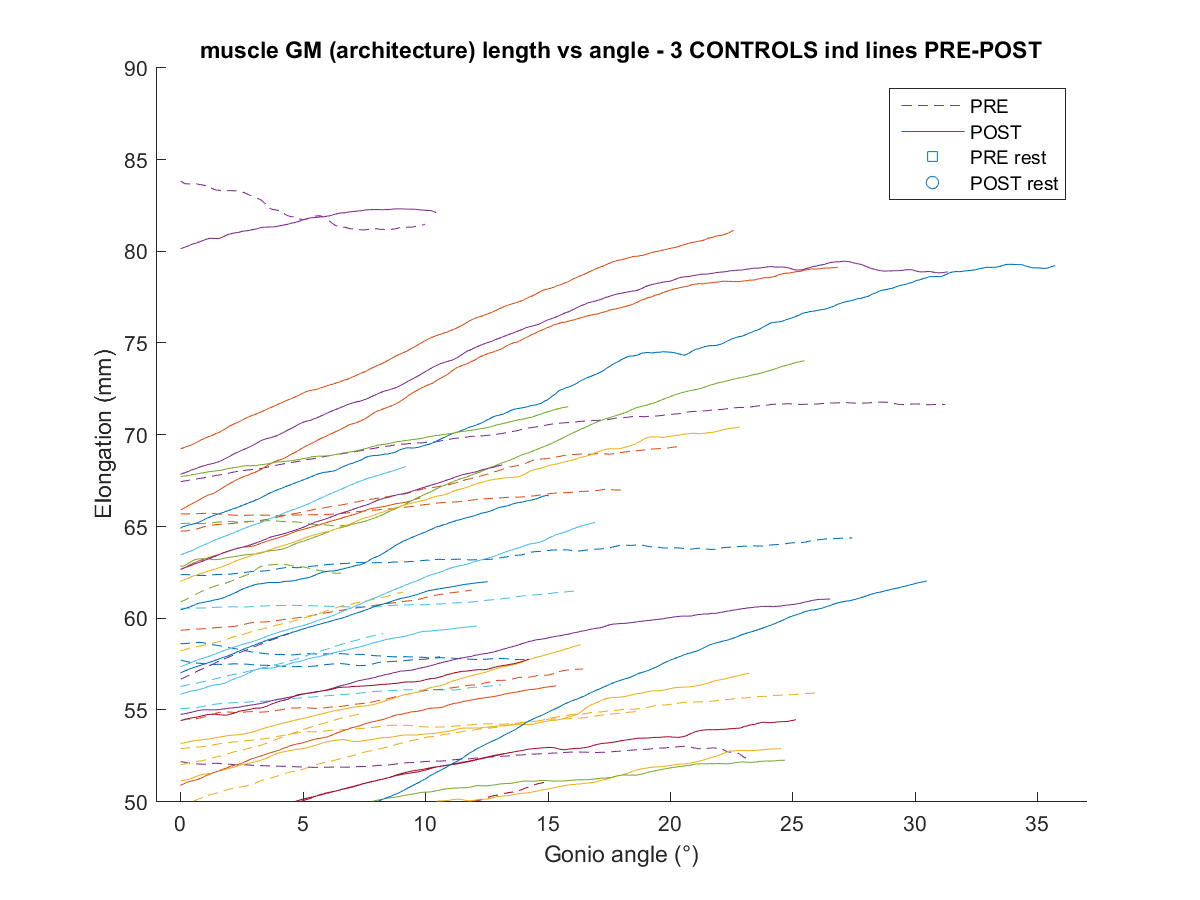 muscle GM (architecture) length vs angle - 3 CONTROLS ind lines PRE-POST
90
85
80
75
70
65
60
55
50
Elongation (mm)
PRE
POST
PRE rest
POST rest
0 5 10 15 20 25 30 35
Gonio angle (°)